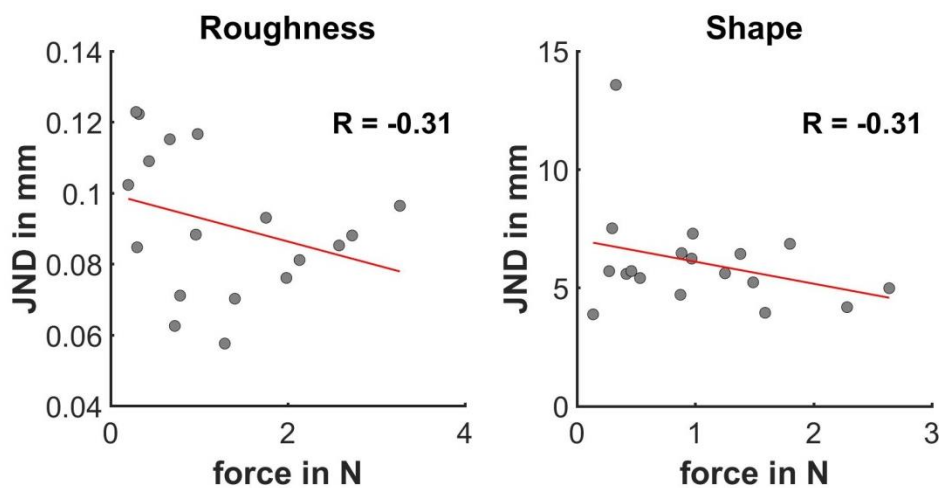 Roughness
0.14
0.12
0.1
0.08
0.06
0.04
JND in mm
R = -0.31
0
2
4
force in N
Shape
15
10
5
0
JND in mm
R = -0.31
0
1
2
3
force in N